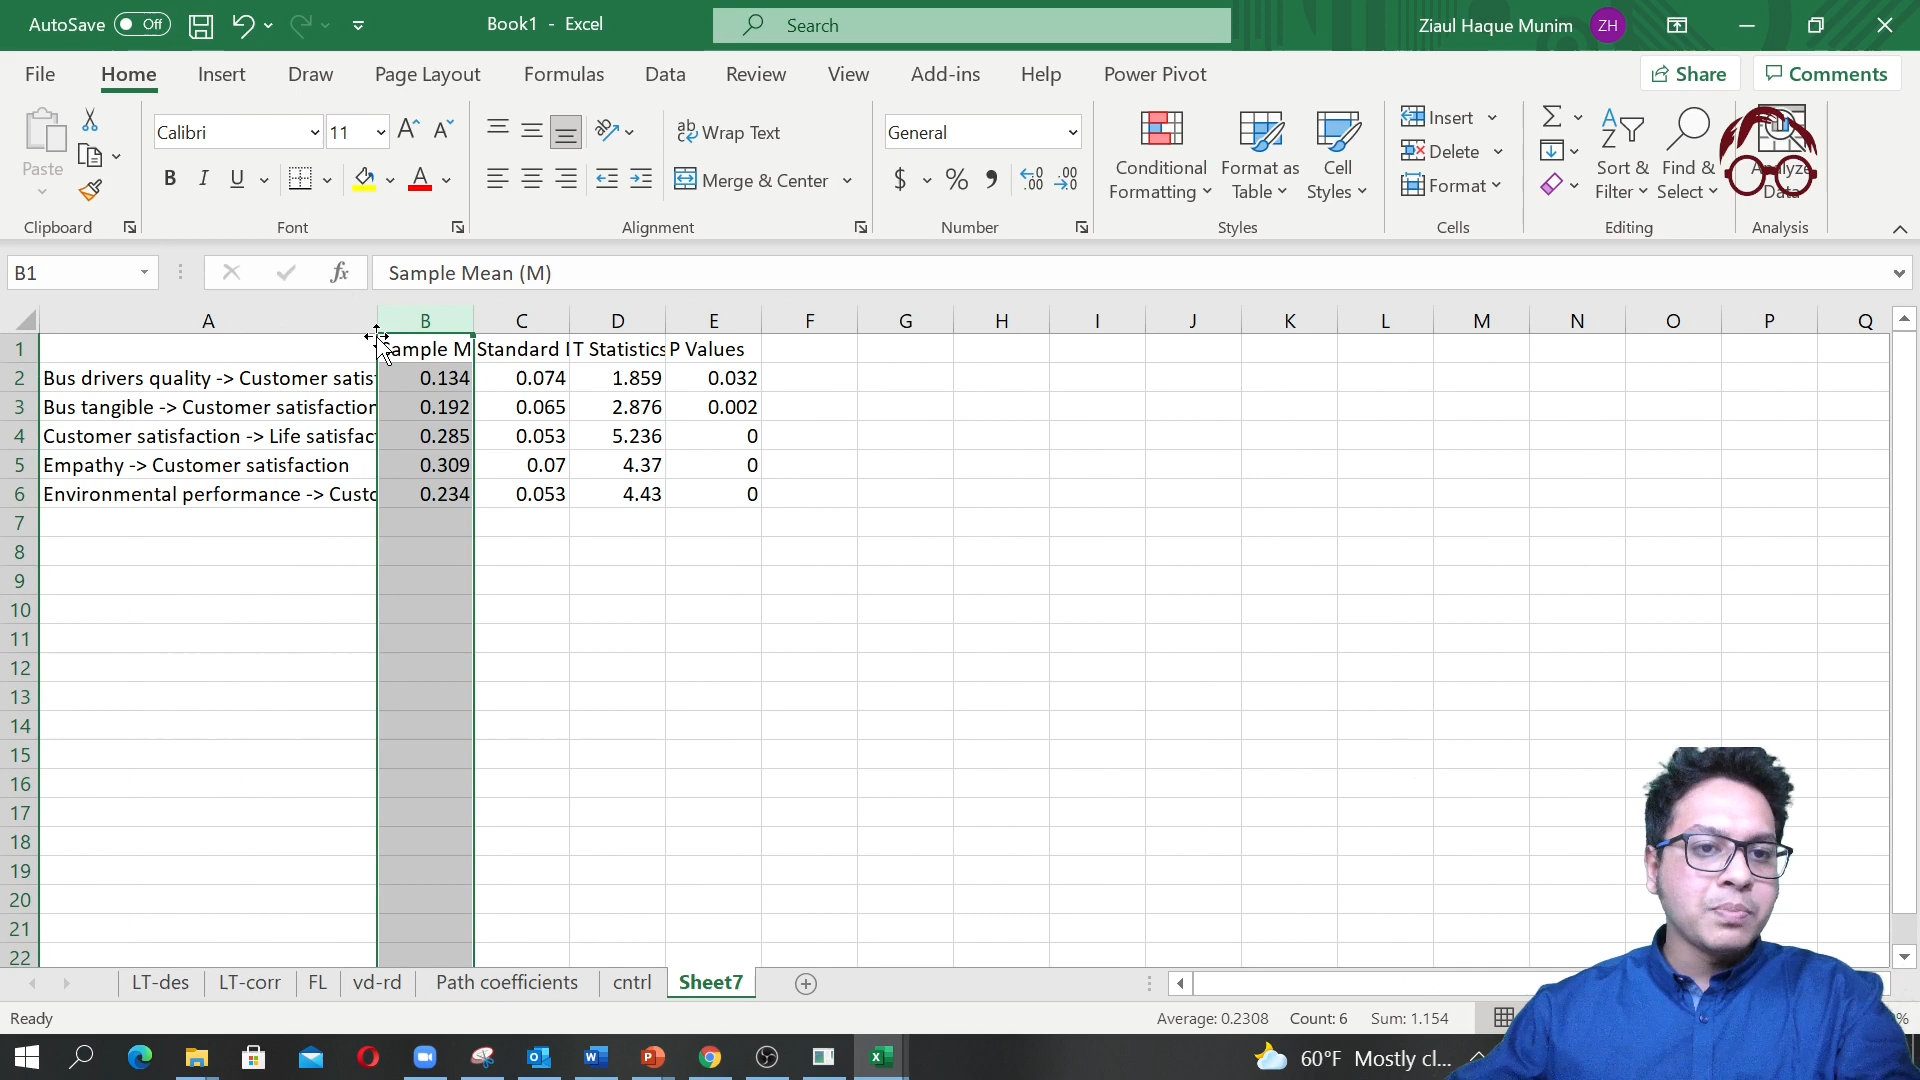 AutoSave Off Book1 - Excel Search Ziaul Haque Munim ZH
File Home Insert Draw Page Layout Formulas Data Review View Add-ins Help Power Pivot Share Comments
Paste
Clipboard
Calibri 11
B I U
Font
Wrap Text
Merge & Center
Alignment
General
$ % 9
Number
Conditional Formatting
Format as Table
Cell Styles
Styles
Insert
Delete
Format
Cells
Sort & Filter
Find & Select
Editing
Analyze Data
Analysis
B1 fx Sample Mean (M)
A B C D E F G H I J K L M N O P Q
1 ample M Standard I T Statistics P Values
2 Bus drivers quality -> Customer satis 0.134 0.074 1.859 0.032
3 Bus tangible -> Customer satisfaction 0.192 0.065 2.876 0.002
4 Customer satisfaction -> Life satisfac 0.285 0.053 5.236 0
5 Empathy -> Customer satisfaction 0.309 0.07 4.37 0
6 Environmental performance -> Custo 0.234 0.053 4.43 0
7
8
9
10
11
12
13
14
15
16
17
18
19
20
21
22
LT-des LT-corr FL vd-rd Path coefficients cntrl Sheet7
Ready Average: 0.2308 Count: 6 Sum: 1.154 %
60°F Mostly cl...